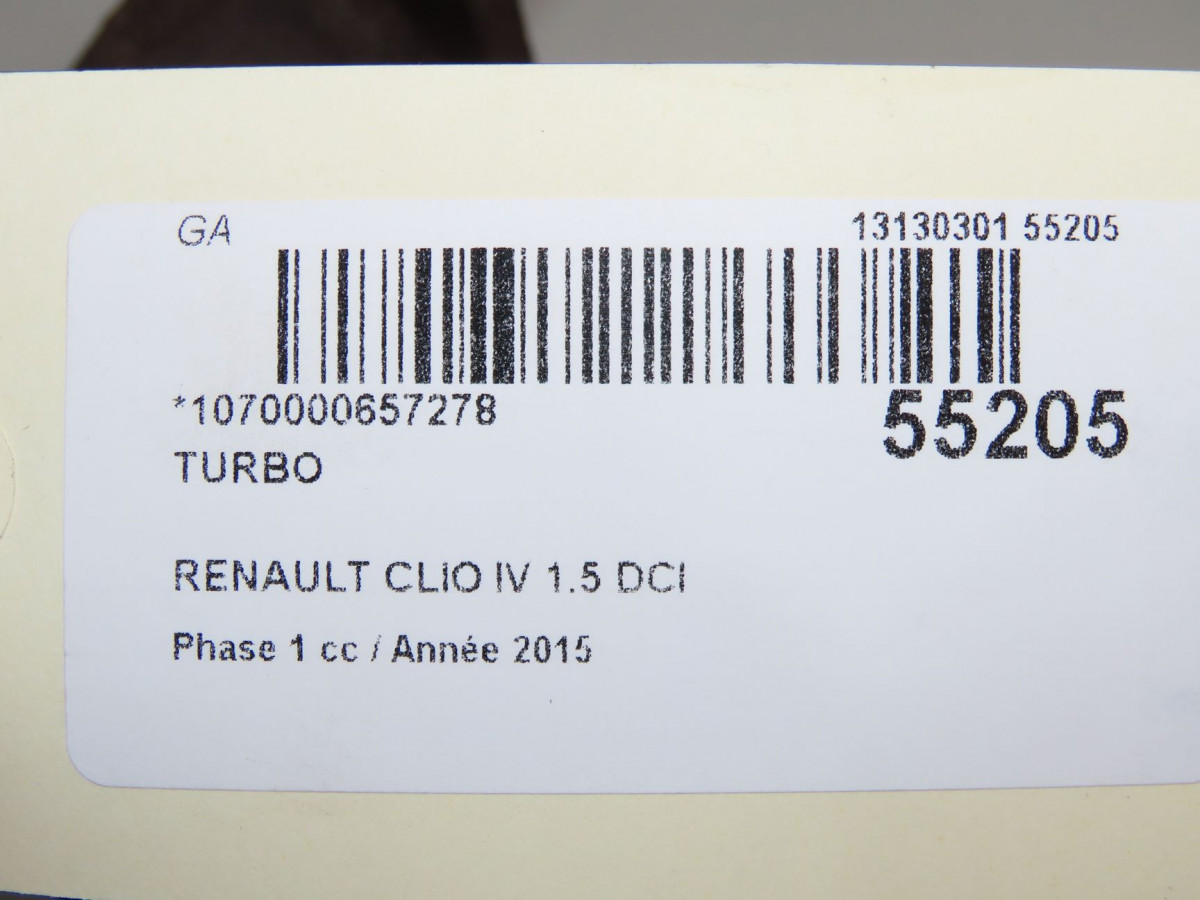 GA 13130301 55205
*1070000657278 55205
TURBO
RENAULT CLIO IV 1.5 DCI
Phase 1 cc / Année 2015